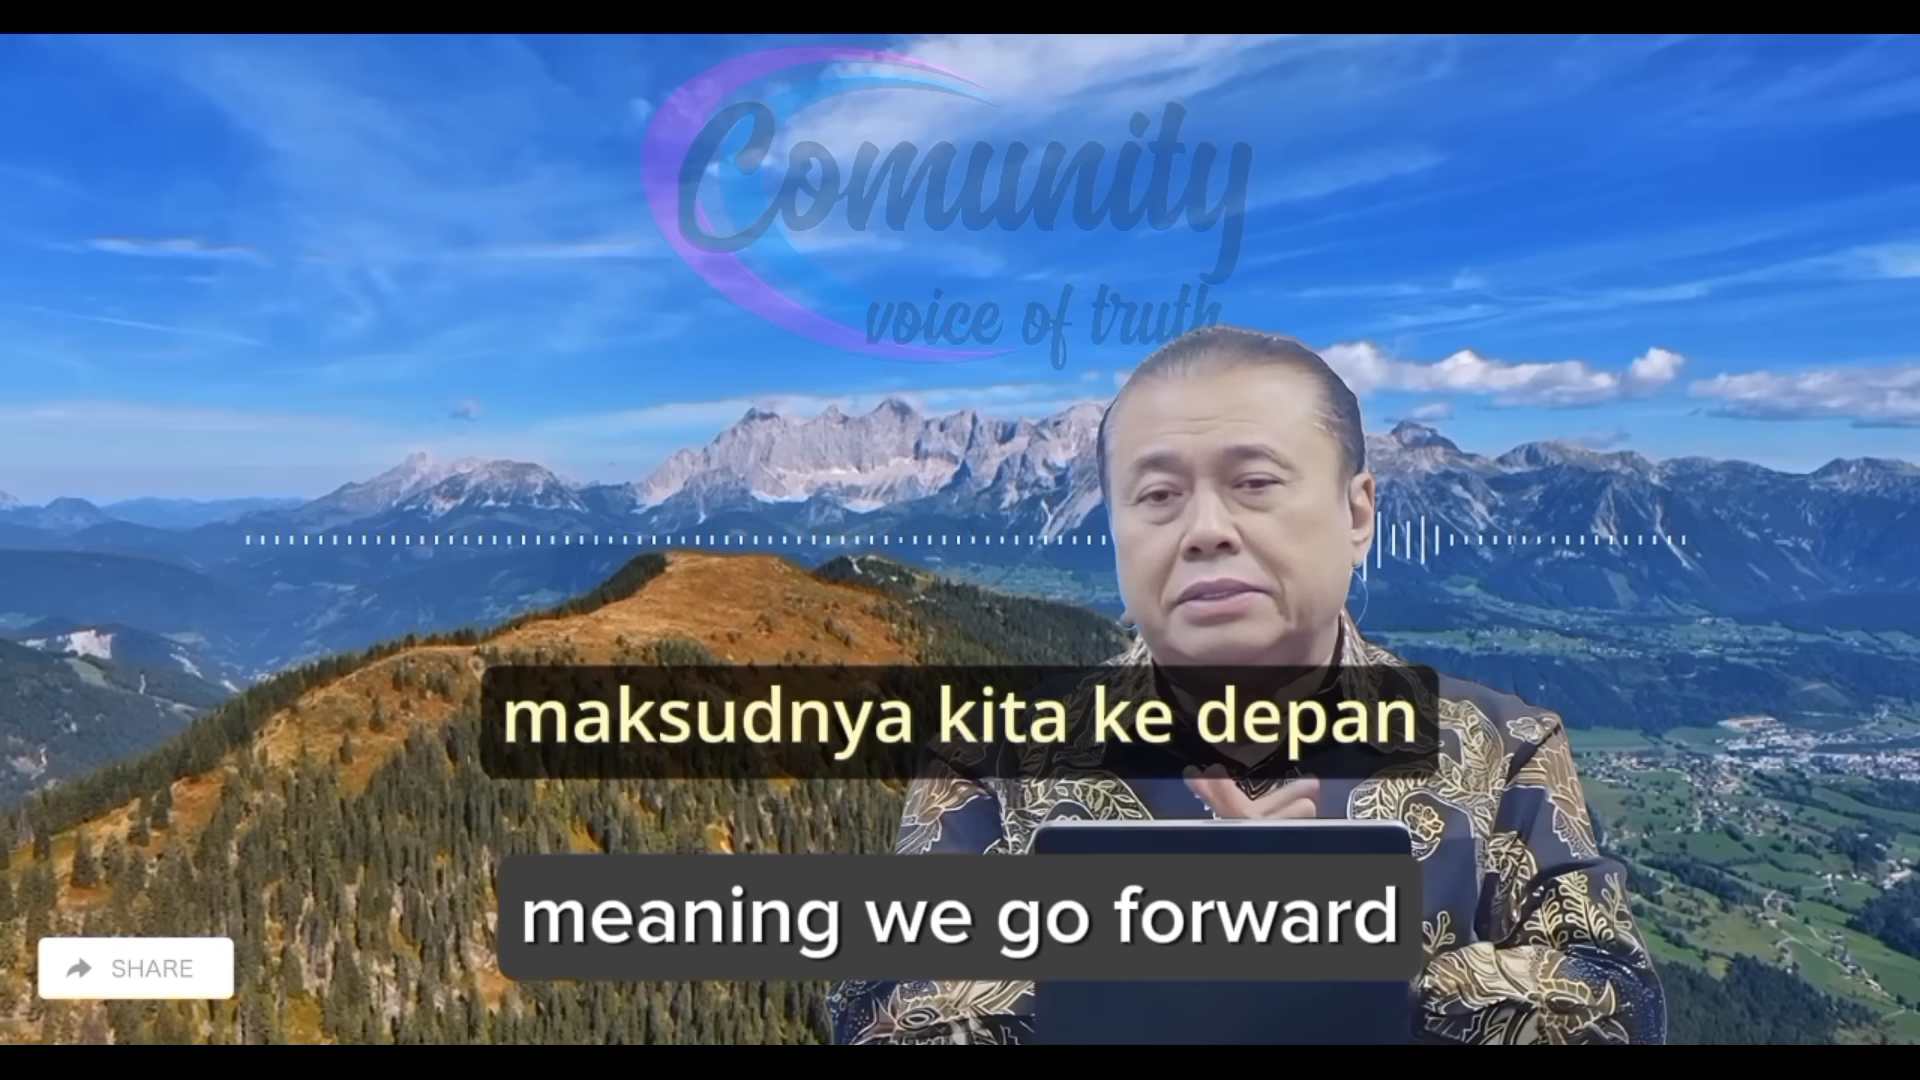 Comunity
voice of truth
maksudnya kita ke depan
meaning we go forward
SHARE